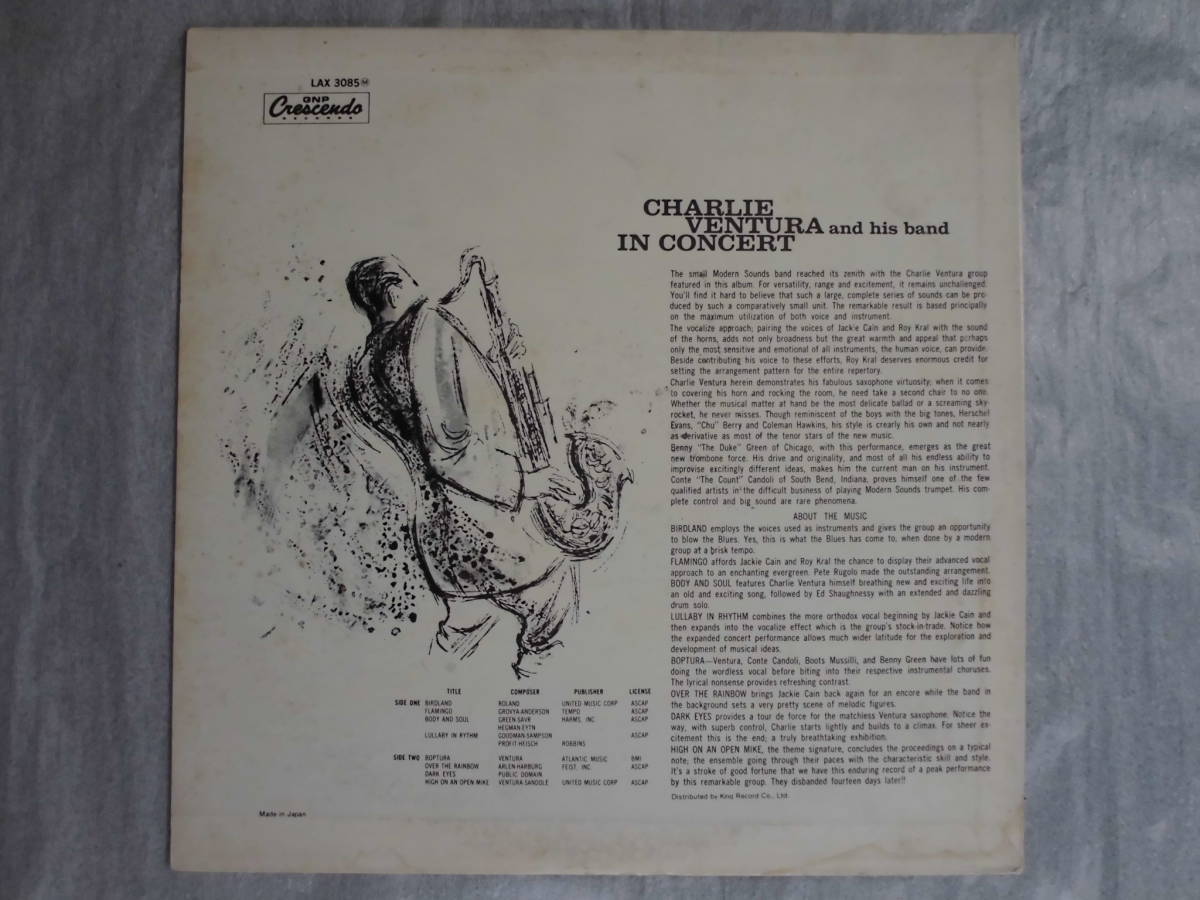 LAX 3085 Ⓜ
GNP
Crescendo
RECORDS
CHARLIE
VENTURA and his band
IN CONCERT
The small Modern Sounds band reached its zenith with the Charlie Ventura group
featured in this album. For versatility, range and excitement, it remains unchallenged.
You'll find it hard to believe that such a large, complete series of sounds can be pro-
duced by such a comparatively small unit. The remarkable result is based principally
on the maximum utilization of both voice and instrument.
The vocalize approach; pairing the voices of Jackie Cain and Roy Kral with the sound
of the horns, adds not only broadness but the great warmth and appeal that perhaps
only the most sensitive and emotional of all instruments, the human voice, can provide.
Beside contributing his voice to these efforts, Roy Kral deserves enormous credit for
setting the arrangement pattern for the entire repertory.
Charlie Ventura herein demonstrates his fabulous saxophone virtuosity; when it comes
to covering his horn and rocking the room, he need take a second chair to no one.
Whether the musical matter at hand be the most delicate ballad or a screaming sky-
rocket, he never misses. Though reminiscent of the boys with the big tones, Herschel
Evans, "Chu" Berry and Coleman Hawkins, his style is crearly his own and not nearly
as derivative as most of the tenor stars of the new music.
Benny "The Duke" Green of Chicago, with this performance, emerges as the great
new trombone force. His drive and originality, and most of all his endless ability to
improvise excitingly different ideas, makes him the current man on his instrument.
Conte "The Count" Candoli of South Bend, Indiana, proves himself one of the few
qualified artists in the difficult business of playing Modern Sounds trumpet. His com-
plete control and big sound are rare phenomena.
ABOUT THE MUSIC
BIRDLAND employs the voices used as instruments and gives the group an opportunity
to blow the Blues. Yes, this is what the Blues has come to, when done by a modern
group at a brisk tempo.
FLAMINGO affords Jackie Cain and Roy Kral the chance to display their advanced vocal
approach to an enchanting evergreen. Pete Rugolo made the outstanding arrangement.
BODY AND SOUL features Charlie Ventura himself breathing new and exciting life into
an old and exciting song, followed by Ed Shaughnessy with an extended and dazzling
drum solo.
LULLABY IN RHYTHM combines the more orthodox vocal beginning by Jackie Cain and
then expands into the vocalize effect which is the group's stock-in-trade. Notice how
the expanded concert performance allows much wider latitude for the exploration and
development of musical ideas.
BOPTURA—Ventura, Conte Candoli, Boots Mussilli, and Benny Green have lots of fun
doing the wordless vocal before biting into their respective instrumental choruses.
The lyrical nonsense provides refreshing contrast.
OVER THE RAINBOW brings Jackie Cain back again for an encore while the band in
the background sets a very pretty scene of melodic figures.
DARK EYES provides a tour de force for the matchless Ventura saxophone. Notice the
way, with superb control, Charlie starts lightly and builds to a climax. For sheer ex-
citement this is the end; a truly breathtaking exhibition.
HIGH ON AN OPEN MIKE, the theme signature, concludes the proceedings on a typical
note; the ensemble going through their paces with the characteristic skill and style.
It's a stroke of good fortune that we have this enduring record of a peak performance
by this remarkable group. They disbanded fourteen days later!!
Distributed by King Record Co., Ltd.
TITLE COMPOSER PUBLISHER LICENSE
SIDE ONE BIRDLAND ROLAND UNITED MUSIC CORP ASCAP
FLAMINGO GROVYA-ANDERSON TEMPO ASCAP
BODY AND SOUL GREEN-SAVR HARMS, INC. ASCAP
HEDMAN-EYTN
LULLABY IN RYTHM GOODMAN-SAMPSON ASCAP
PROFIT-HEISCH ROBBINS
SIDE TWO BOPTURA VENTURA ATLANTIC MUSIC BMI
OVER THE RAINBOW ARLEN-HARBURG FEIST, INC. ASCAP
DARK EYES PUBLIC DOMAIN
HIGH ON AN OPEN MIKE VENTURA-SANDOLE UNITED MUSIC CORP ASCAP
Made in Japan